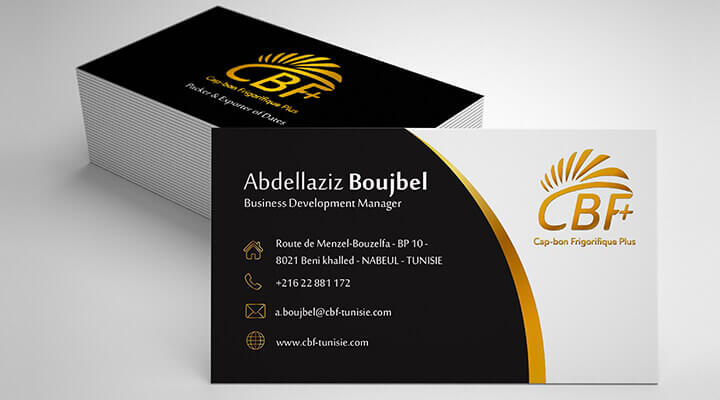 CBF+
Cap-bon Frigorifique Plus
Packer & Exporter of Dates
Abdellaziz Boujbel
Business Development Manager
Route de Menzel-Bouzelfa - BP 10 -
8021 Beni khalled - NABEUL - TUNISIE
+216 22 881 172
a.boujbel@cbf-tunisie.com
www.cbf-tunisie.com
CBF+
Cap-bon Frigorifique Plus